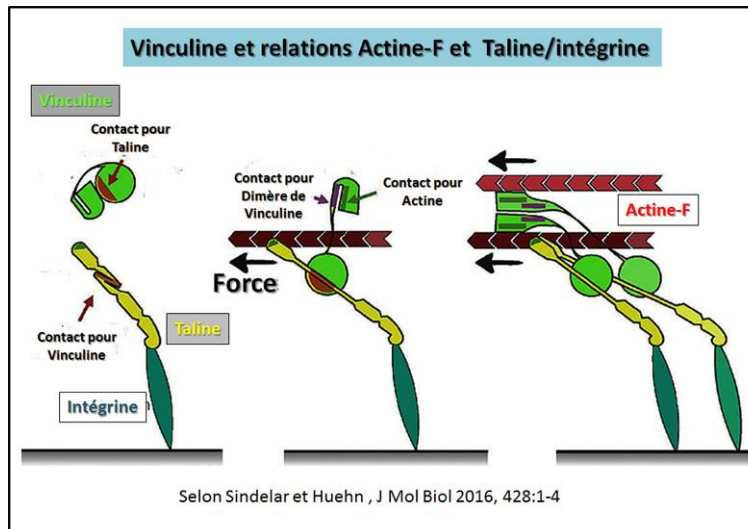 Vinculine et relations Actine-F et Taline/intégrine
Vinculine
Contact pour
Taline
Contact pour
Dimère de
Vinculine
Contact pour
Actine
Actine-F
Force
Contact pour
Vinculine
Taline
Intégrine
Selon Sindelar et Huehn , J Mol Biol 2016, 428:1-4